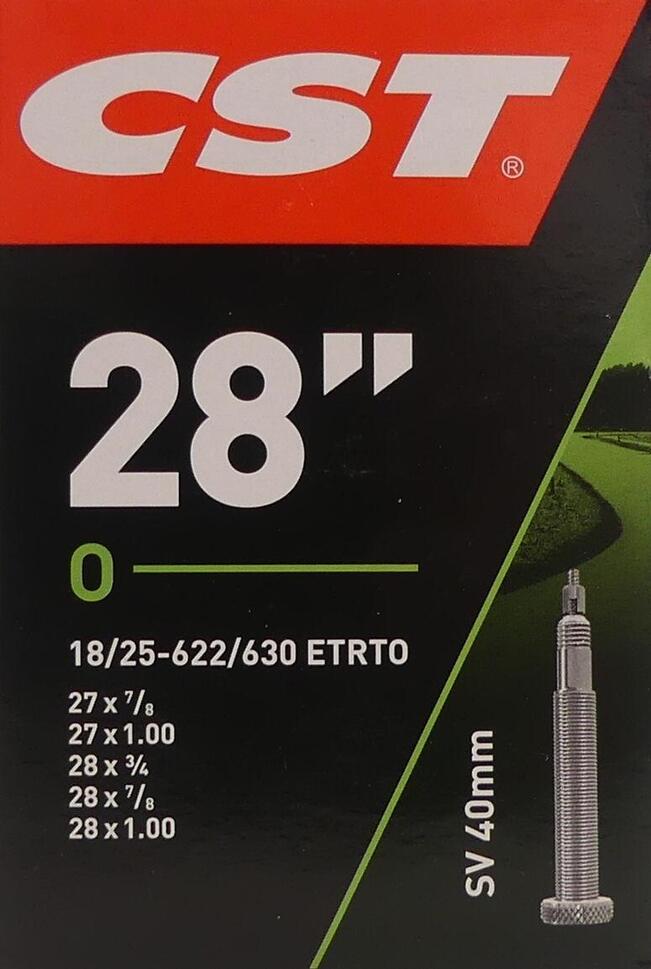 CST®
28”
0
18/25-622/630 ETRTO
27 x ⁷/₈
27 x 1.00
28 x ¾
28 x ⁷/₈
28 x 1.00
SV 40mm